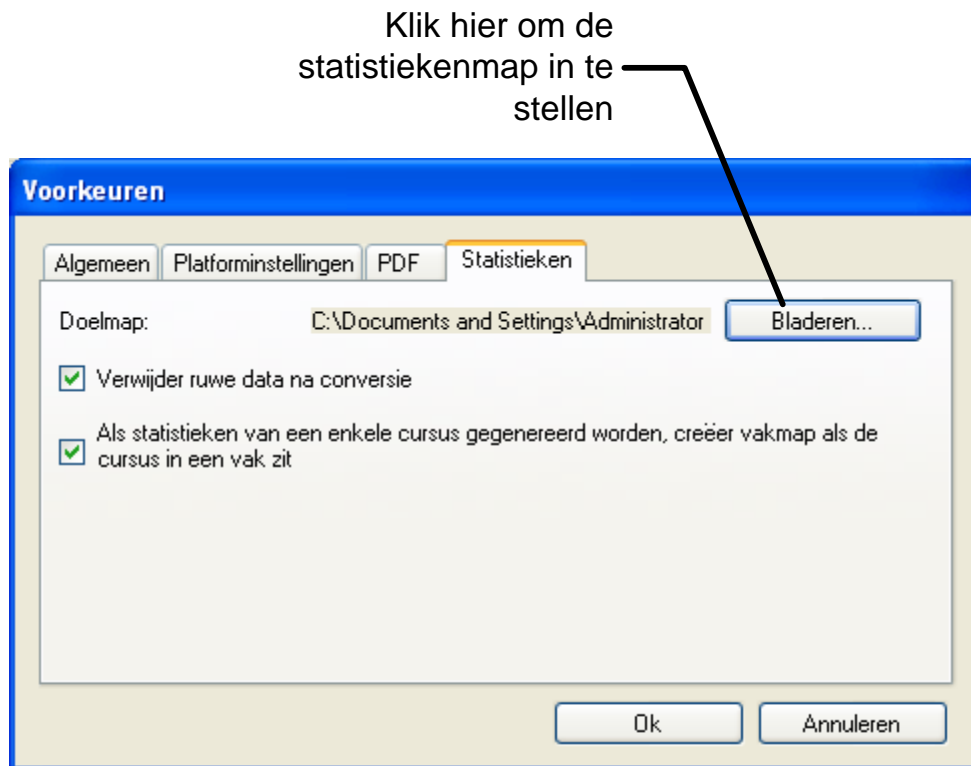 Klik hier om de
statistiekenmap in te
stellen
Voorkeuren
Algemeen Platforminstellingen PDF Statistieken
Doelmap: C:\Documents and Settings\Administrator Bladeren...
Verwijder ruwe data na conversie
Als statistieken van een enkele cursus gegenereerd worden, creëer vakmap als de
cursus in een vak zit
Ok Annuleren